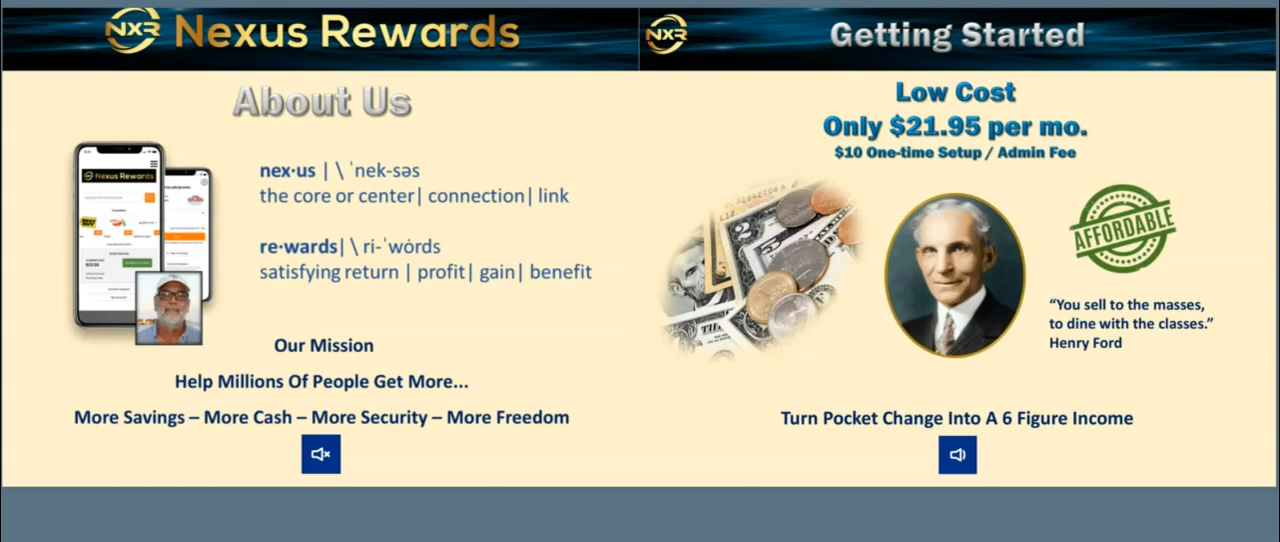 NXR Nexus Rewards
About Us
nex·us | \ ˈnek-səs
the core or center| connection| link
re·wards| \ ri-ˈwȯrds
satisfying return | profit| gain| benefit
Nexus Rewards
BEST BUY
Our Mission
Help Millions Of People Get More...
More Savings – More Cash – More Security – More Freedom
NXR Getting Started
Low Cost
Only $21.95 per mo.
$10 One-time Setup / Admin Fee
AFFORDABLE
“You sell to the masses,
to dine with the classes.”
Henry Ford
Turn Pocket Change Into A 6 Figure Income